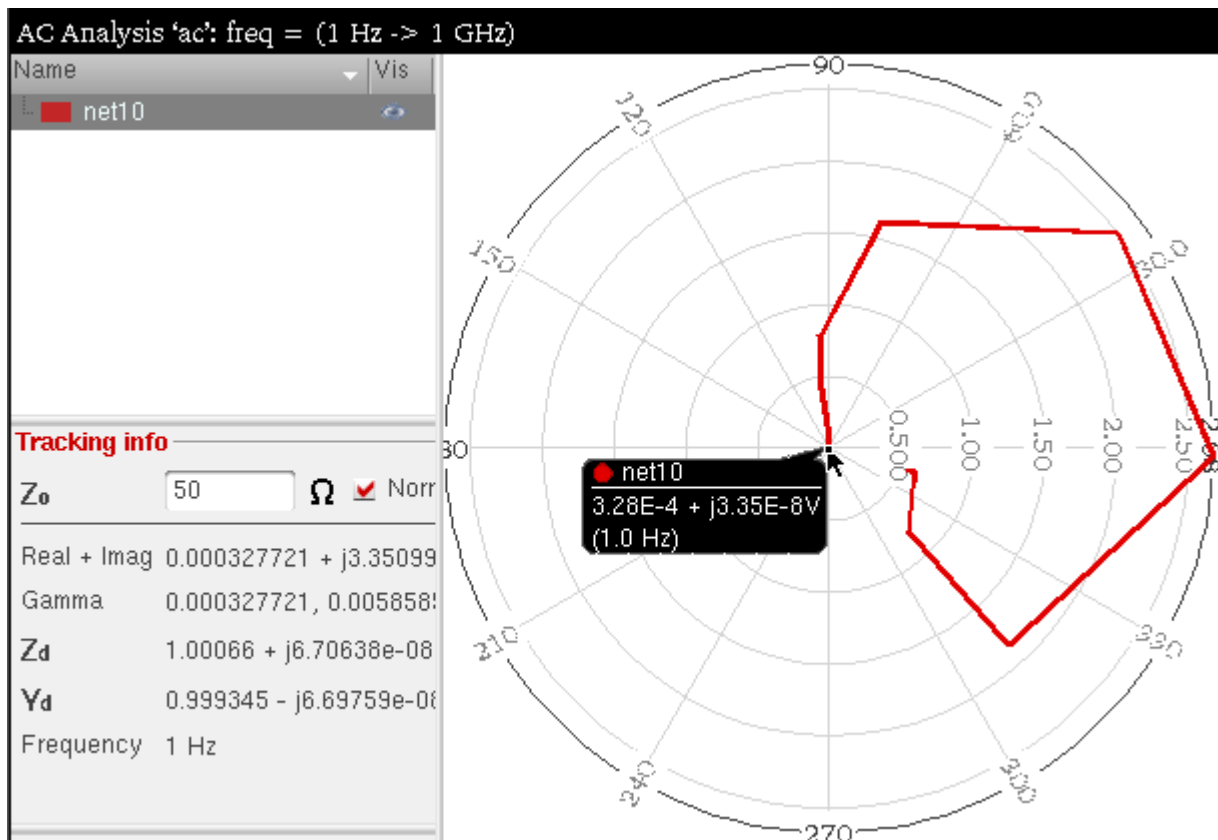 AC Analysis 'ac': freq = (1 Hz -> 1 GHz)
Name Vis
net10
Tracking info
Zo 50 Ω Norr
Real + Imag 0.000327721 + j3.35099
Gamma 0.000327721, 0.005858
Zd 1.00066 + j6.70638e-08
Yd 0.999345 - j6.69759e-08
Frequency 1 Hz
90
120
150
30.0
80
0.500 1.00 1.50 2.00 2.50
net10
3.28E-4 + j3.35E-8V
(1.0 Hz)
210
330
240
300
270